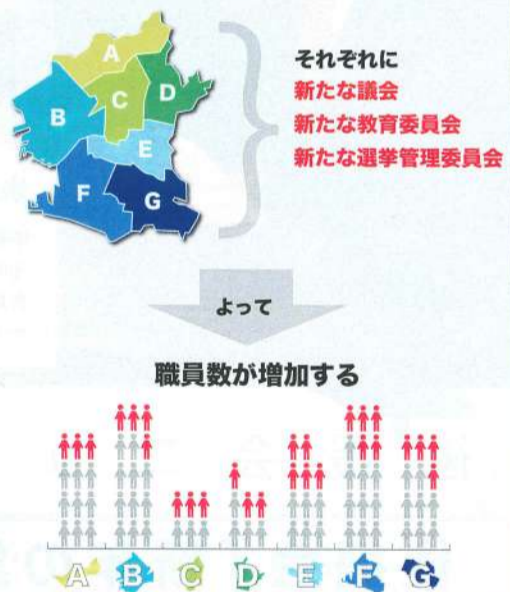 A
B
C
D
E
F
G
それぞれに
新たな議会
新たな教育委員会
新たな選挙管理委員会
よって
職員数が増加する
A B C D E F G